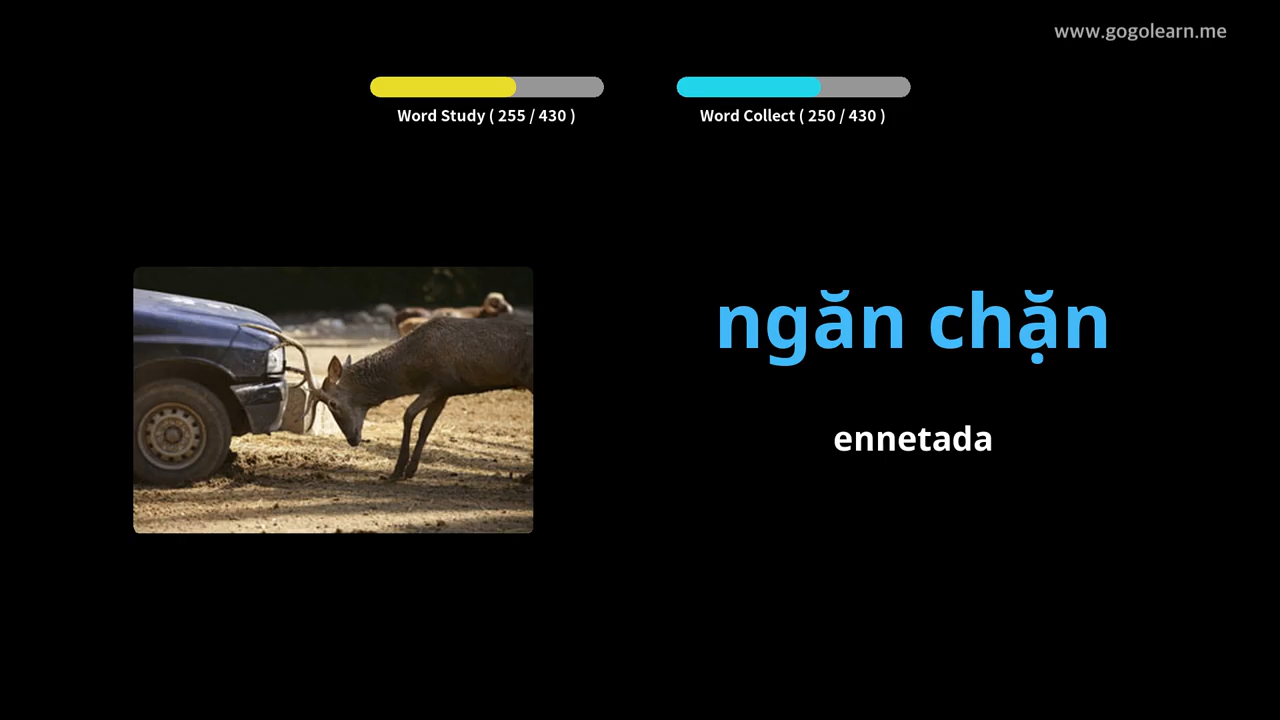 www.gogolearn.me
Word Study ( 255 / 430 )
Word Collect ( 250 / 430 )
ngăn chặn
ennetada